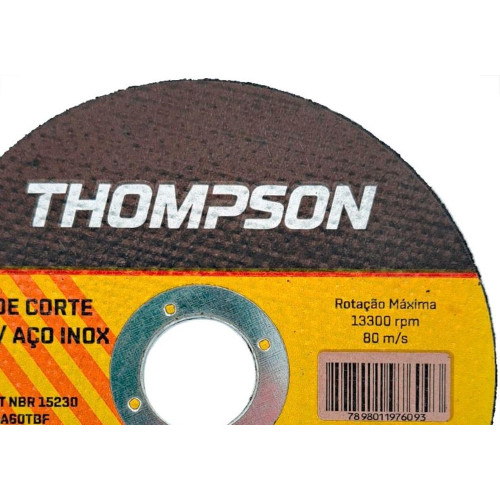 THOMPSON
DE CORTE
/ AÇO INOX
T NBR 15230
A60TBF
Rotação Máxima
13300 rpm
80 m/s
7898011976093